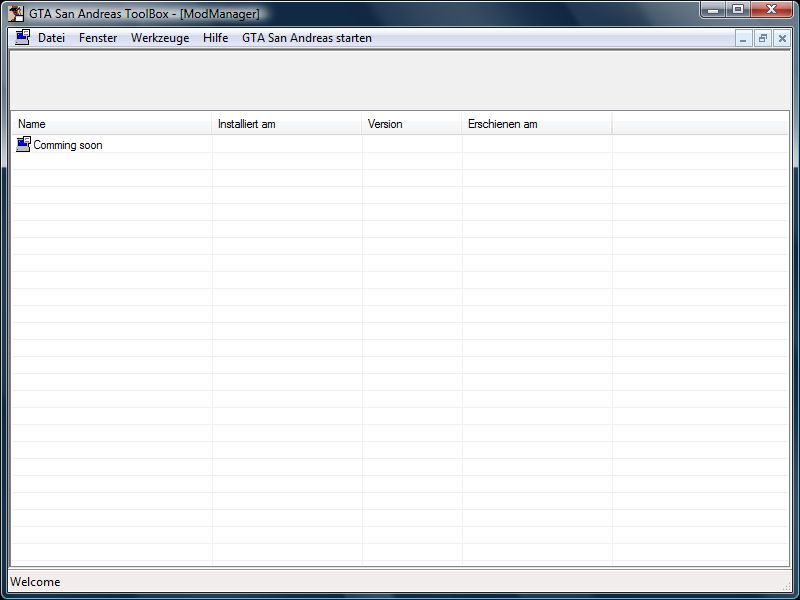 GTA San Andreas ToolBox - [ModManager]
Datei Fenster Werkzeuge Hilfe GTA San Andreas starten
Name Installiert am Version Erschienen am
Comming soon
Welcome